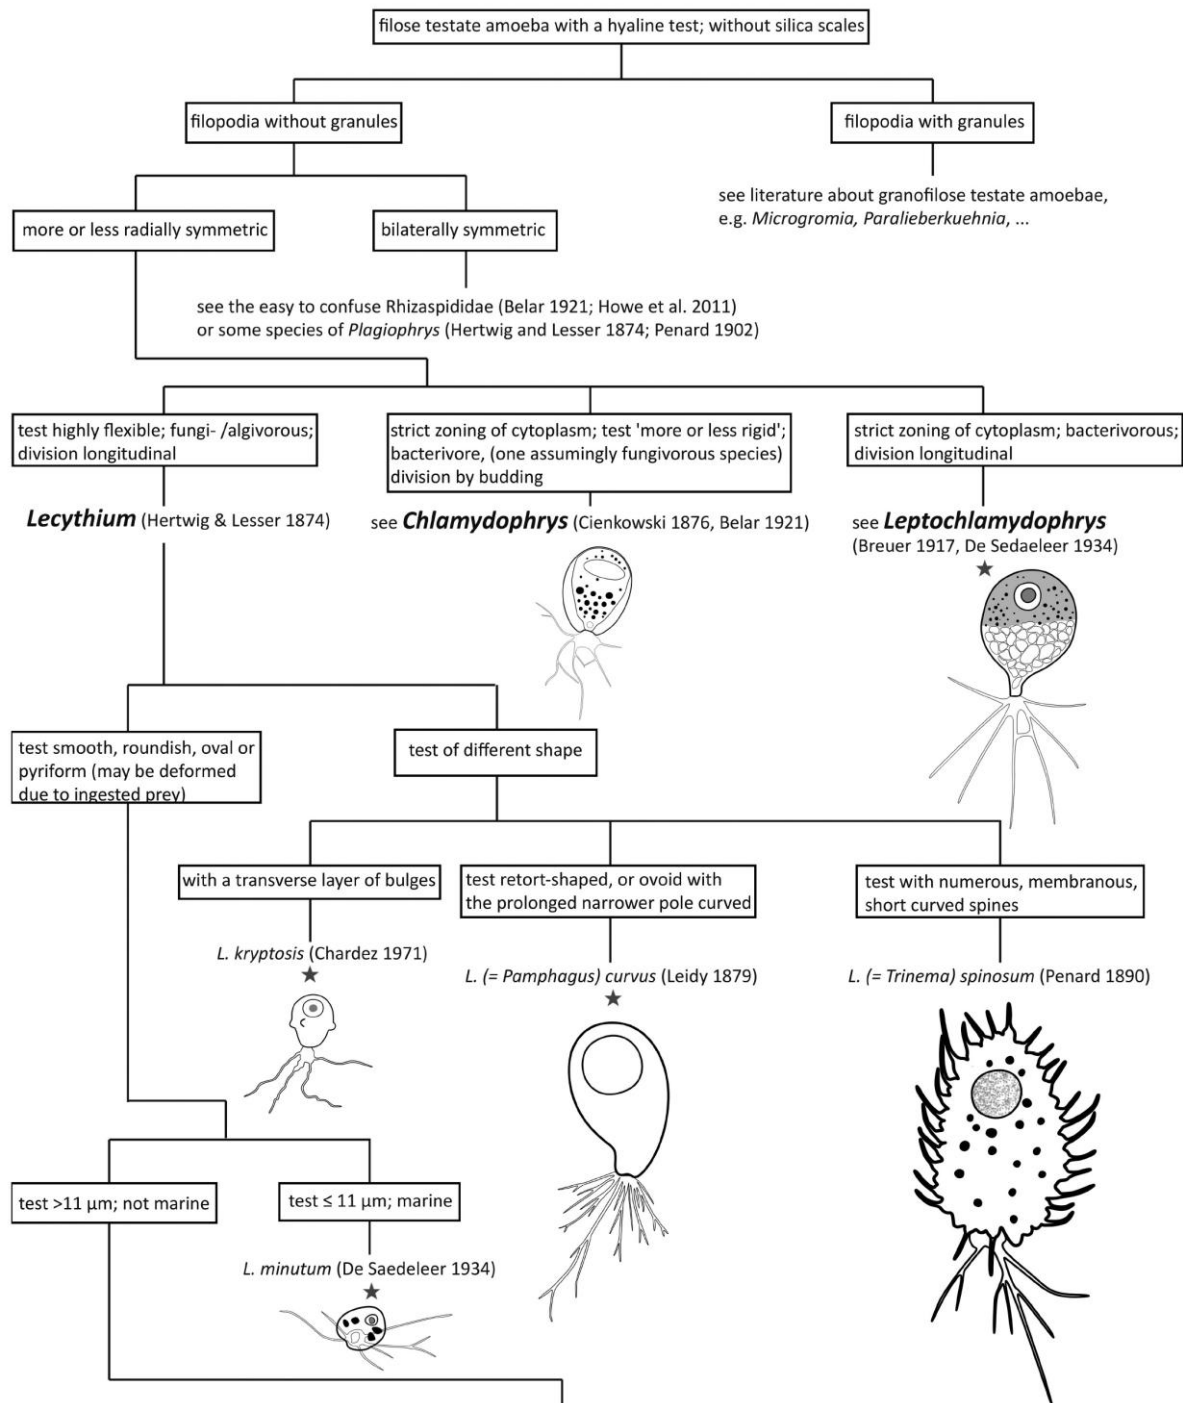 filose testate amoeba with a hyaline test; without silica scales
filopodia without granules
filopodia with granules
see literature about granofilose testate amoebae,
e.g. Microgromia, Paralieberkuehnia, ...
more or less radially symmetric
bilaterally symmetric
see the easy to confuse Rhizaspididae (Belar 1921; Howe et al. 2011)
or some species of Plagiophrys (Hertwig and Lesser 1874; Penard 1902)
test highly flexible; fungi- /algivorous;
division longitudinal
strict zoning of cytoplasm; test 'more or less rigid';
bacterivore, (one assumingly fungivorous species)
division by budding
strict zoning of cytoplasm; bacterivorous;
division longitudinal
Lecythium (Hertwig & Lesser 1874)
see Chlamydophrys (Cienkowski 1876, Belar 1921)
see Leptochlamydophrys
(Breuer 1917, De Sedaeleer 1934)
test smooth, roundish, oval or
pyriform (may be deformed
due to ingested prey)
test of different shape
with a transverse layer of bulges
test retort-shaped, or ovoid with
the prolonged narrower pole curved
test with numerous, membranous,
short curved spines
L. kryptosis (Chardez 1971)
L. (= Pamphagus) curvus (Leidy 1879)
L. (= Trinema) spinosum (Penard 1890)
test >11 µm; not marine
test ≤ 11 µm; marine
L. minutum (De Saedeleer 1934)